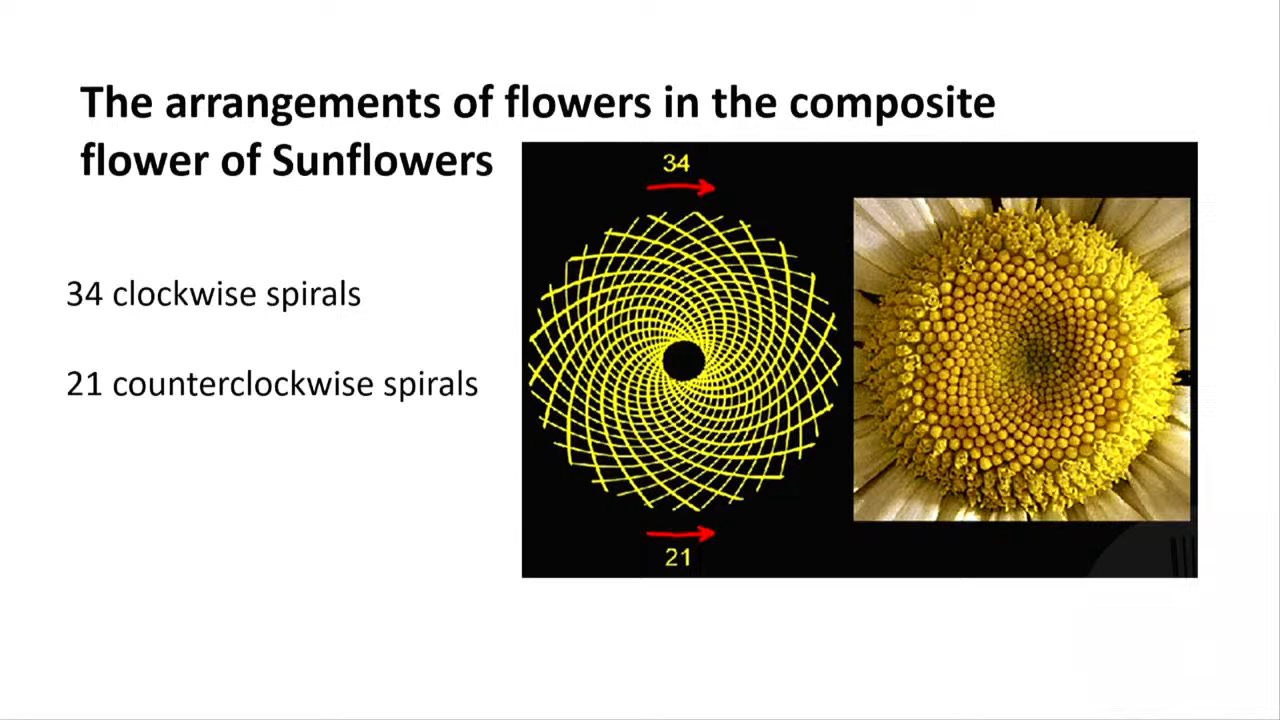 The arrangements of flowers in the composite
flower of Sunflowers
34
34 clockwise spirals
21 counterclockwise spirals
21